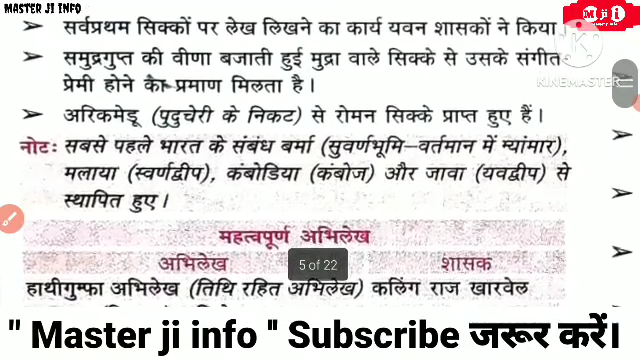 MASTER JI INFO
Mji
➤ सर्वप्रथम सिक्कों पर लेख लिखने का कार्य यवन शासकों ने किया
➤ समुद्रगुप्त की वीणा बजाती हुई मुद्रा वाले सिक्के से उसके संगीत-
प्रेमी होने का प्रमाण मिलता है।
➤ अरिकमेडू (पुदुचेरी के निकट) से रोमन सिक्के प्राप्त हुए हैं।
नोटः सबसे पहले भारत के संबंध बर्मा (सुवर्णभूमि–वर्तमान में म्यांमार),
मलाया (स्वर्णद्वीप), कंबोडिया (कंबोज) और जावा (यवद्वीप) से
स्थापित हुए।
KINEMASTER
महत्वपूर्ण अभिलेख
अभिलेख 5 of 22 शासक
हाथीगुम्फा अभिलेख (तिथि रहित अभिलेख) कलिंग राज खारवेल
" Master ji info " Subscribe जरूर करें।